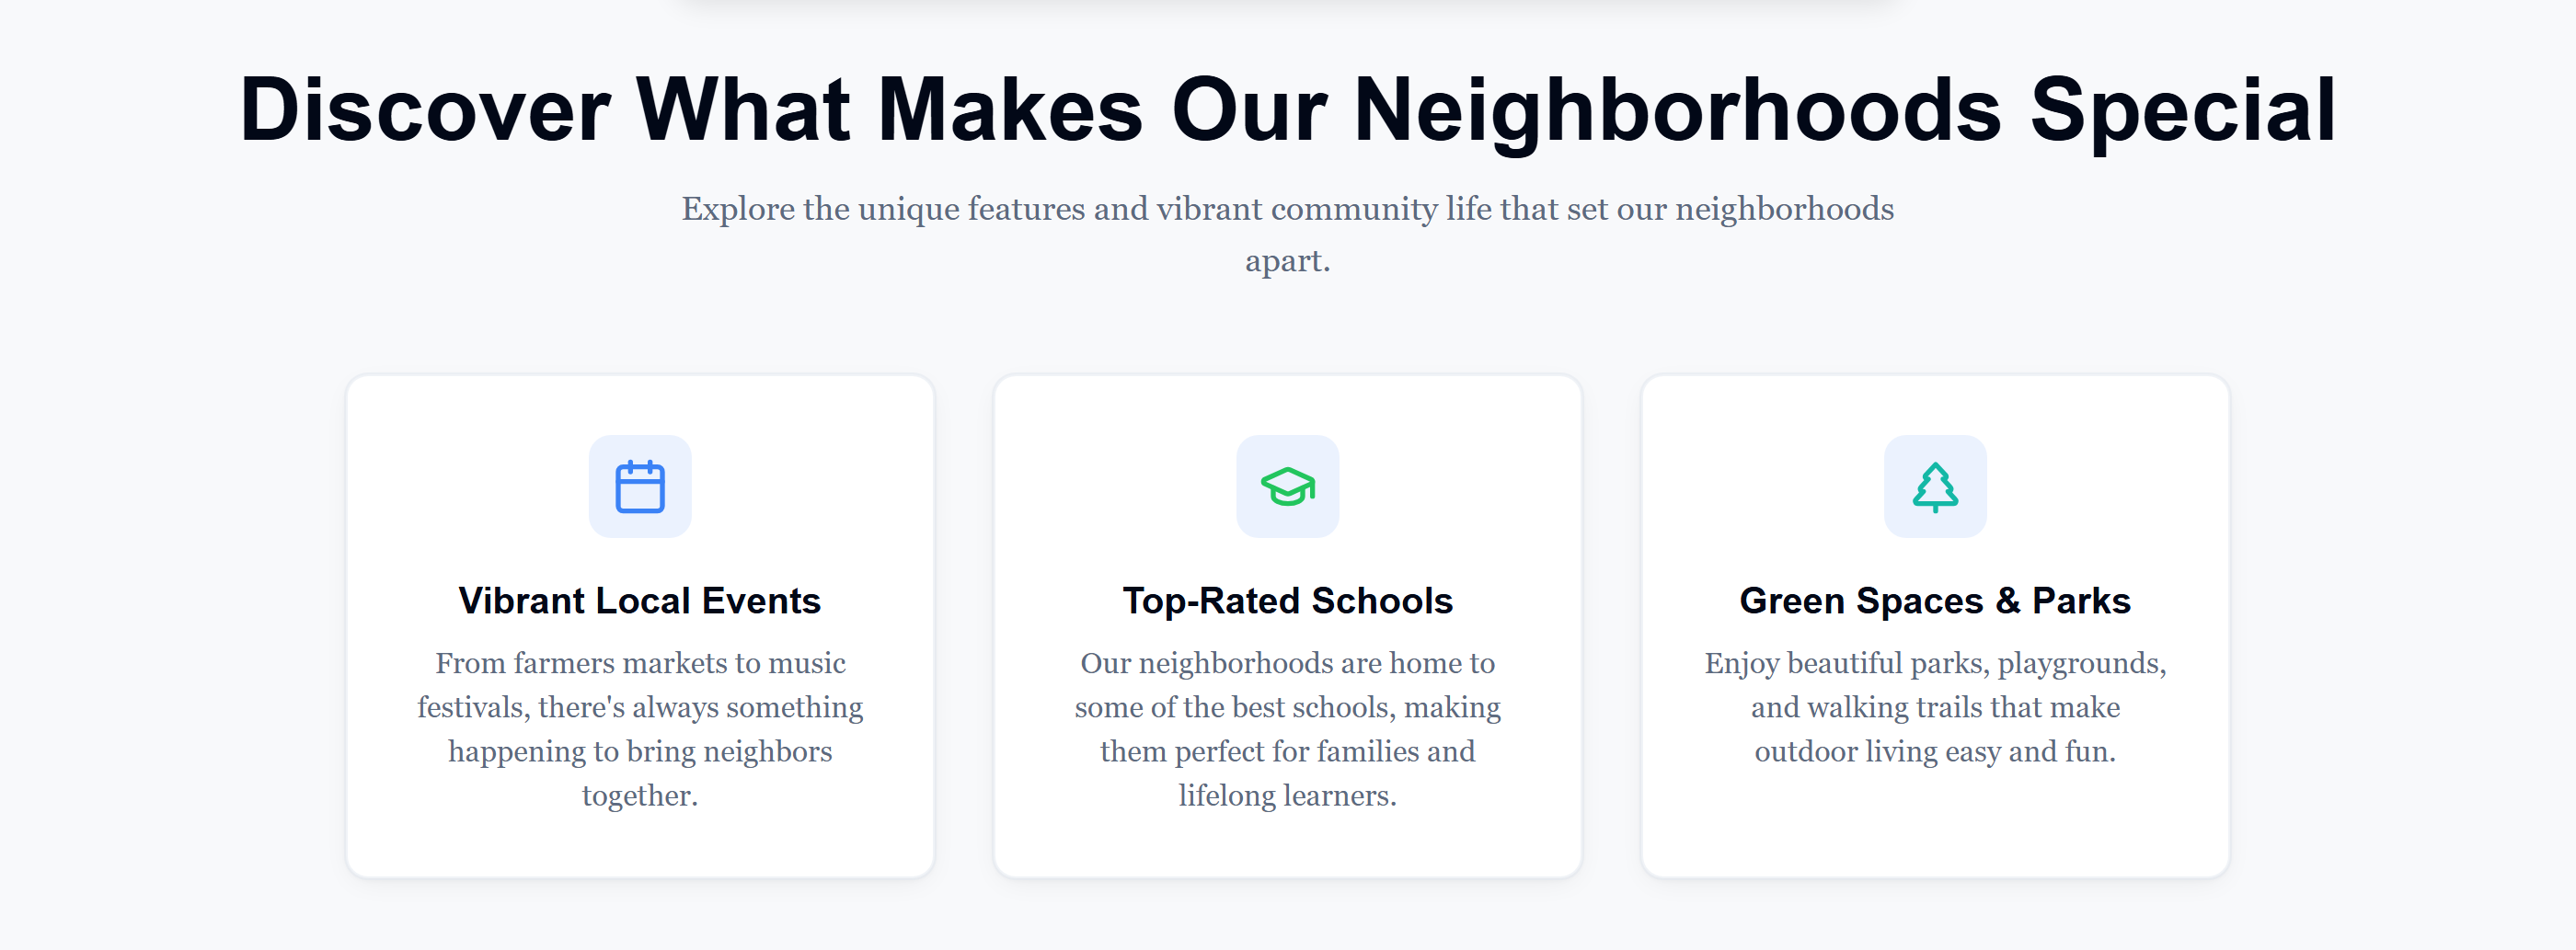 Discover What Makes Our Neighborhoods Special
Explore the unique features and vibrant community life that set our neighborhoods
apart.
Vibrant Local Events
From farmers markets to music
festivals, there's always something
happening to bring neighbors
together.
Top-Rated Schools
Our neighborhoods are home to
some of the best schools, making
them perfect for families and
lifelong learners.
Green Spaces & Parks
Enjoy beautiful parks, playgrounds,
and walking trails that make
outdoor living easy and fun.